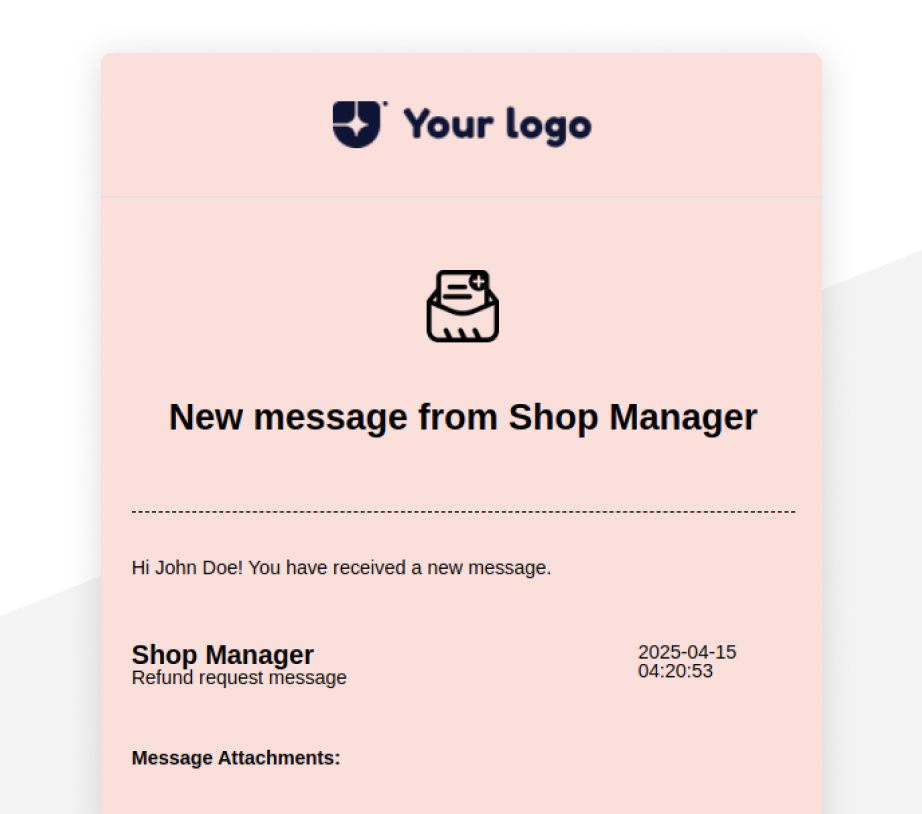 Your logo
New message from Shop Manager
Hi John Doe! You have received a new message.
Shop Manager
Refund request message
2025-04-15
04:20:53
Message Attachments: